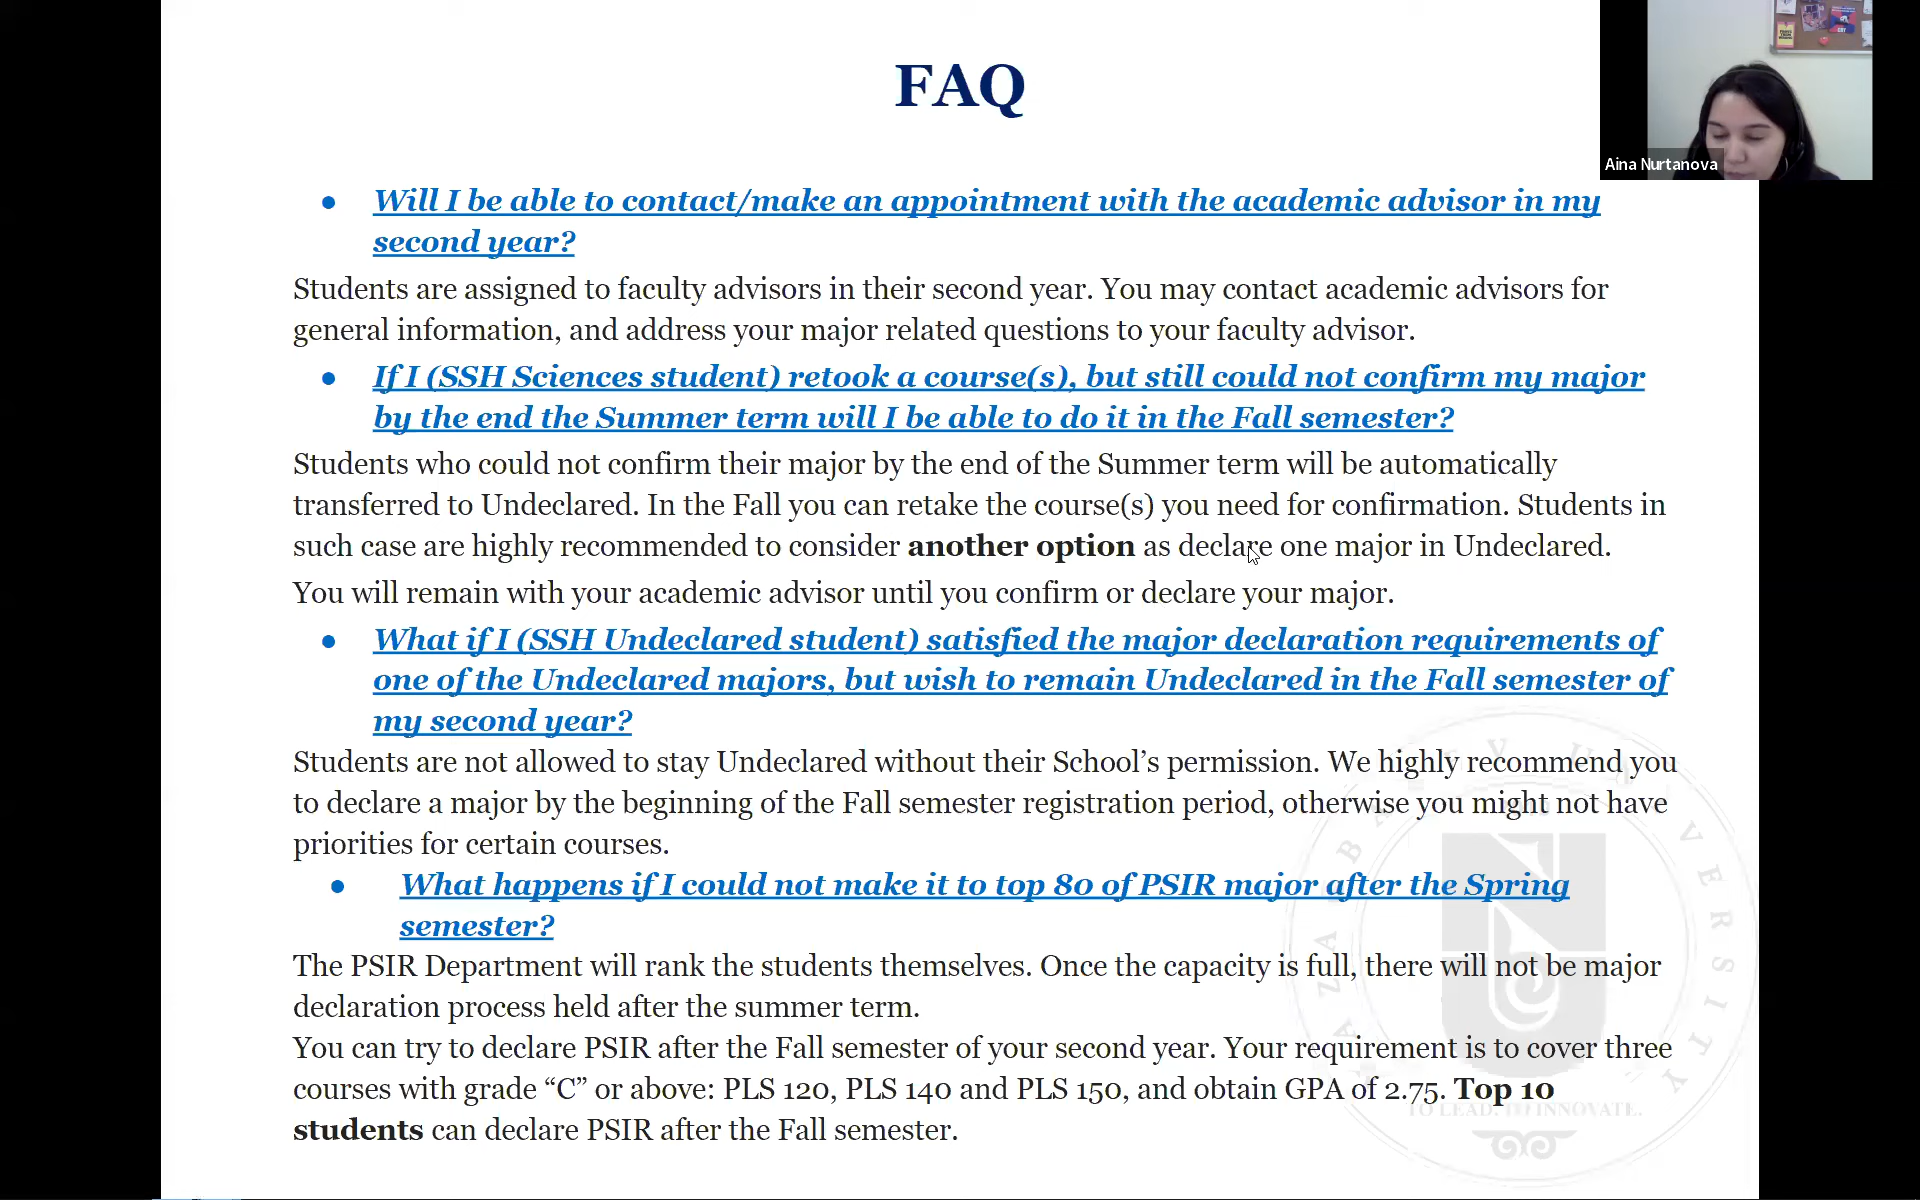 FAQ
Aina Nurtanova
Will I be able to contact/make an appointment with the academic advisor in my
second year?
Students are assigned to faculty advisors in their second year. You may contact academic advisors for
general information, and address your major related questions to your faculty advisor.
If I (SSH Sciences student) retook a course(s), but still could not confirm my major
by the end the Summer term will I be able to do it in the Fall semester?
Students who could not confirm their major by the end of the Summer term will be automatically
transferred to Undeclared. In the Fall you can retake the course(s) you need for confirmation. Students in
such case are highly recommended to consider another option as declare one major in Undeclared.
You will remain with your academic advisor until you confirm or declare your major.
What if I (SSH Undeclared student) satisfied the major declaration requirements of
one of the Undeclared majors, but wish to remain Undeclared in the Fall semester of
my second year?
Students are not allowed to stay Undeclared without their School’s permission. We highly recommend you
to declare a major by the beginning of the Fall semester registration period, otherwise you might not have
priorities for certain courses.
What happens if I could not make it to top 80 of PSIR major after the Spring
semester?
The PSIR Department will rank the students themselves. Once the capacity is full, there will not be major
declaration process held after the summer term.
You can try to declare PSIR after the Fall semester of your second year. Your requirement is to cover three
courses with grade “C” or above: PLS 120, PLS 140 and PLS 150, and obtain GPA of 2.75. Top 10
students can declare PSIR after the Fall semester.